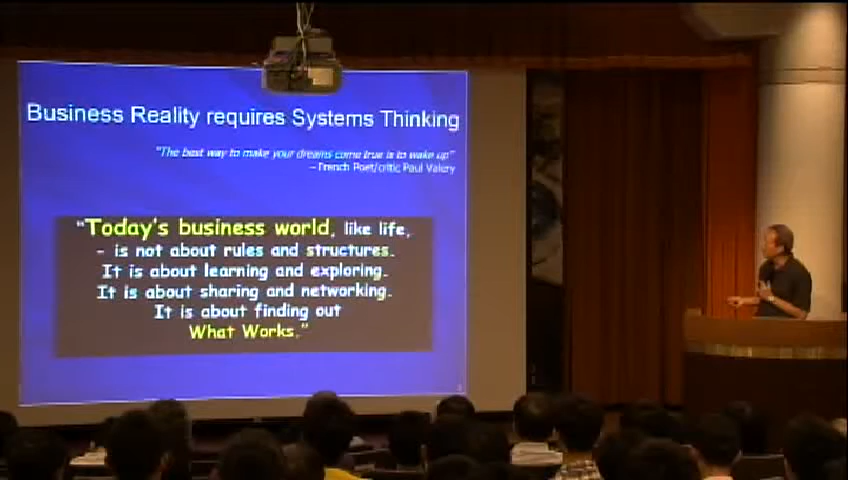 Business Reality requires Systems Thinking
"The best way to make your dreams come true is to wake up"
– French Poet/critic Paul Valery
"Today's business world, like life,
- is not about rules and structures.
It is about learning and exploring.
It is about sharing and networking.
It is about finding out
What Works."